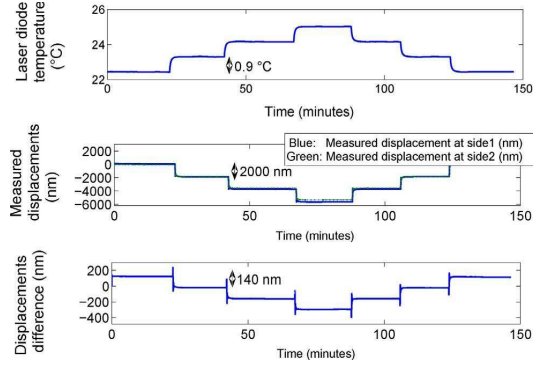 Laser diode
temperature
(°C)
26
24
22
0.9 °C
0
50
100
150
Time (minutes)
Measured
displacements
(nm)
2000
0
−2000
−4000
−6000
2000 nm
Blue: Measured displacement at side1 (nm)
Green: Measured displacement at side2 (nm)
0
50
100
150
Time (minutes)
Displacements
difference (nm)
200
0
−200
−400
140 nm
0
50
100
150
Time (minutes)